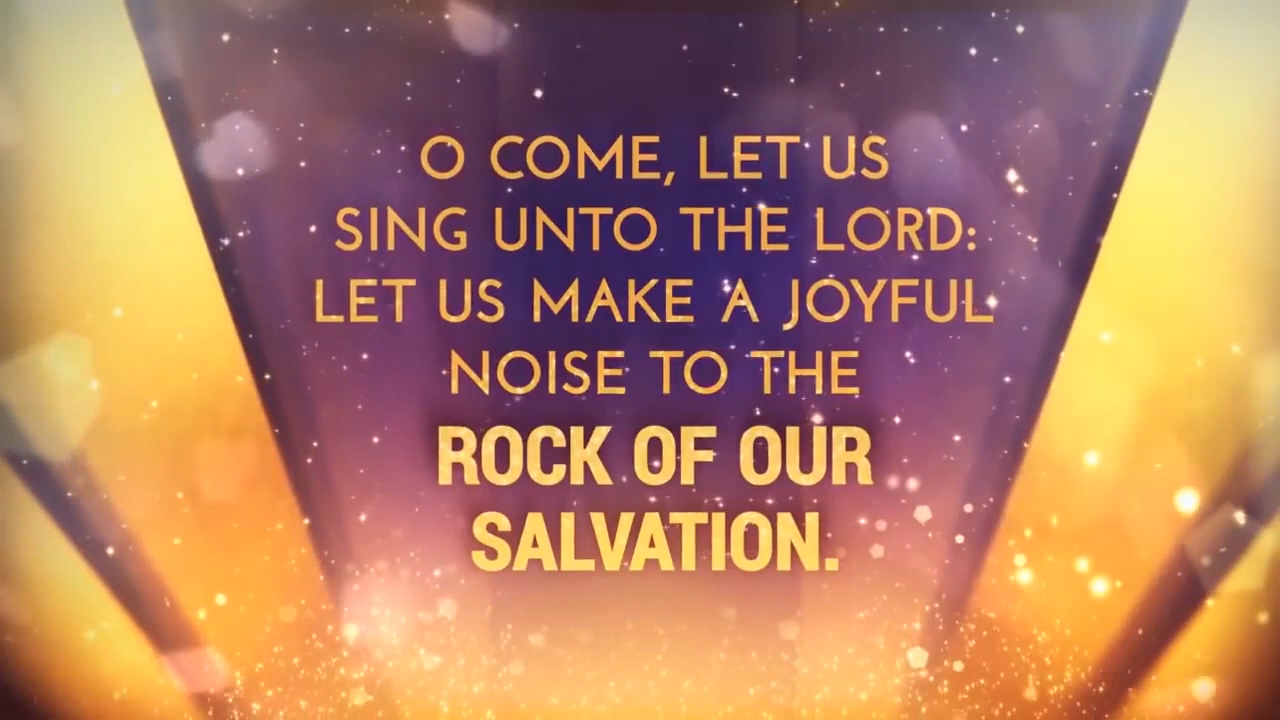 O COME, LET US
SING UNTO THE LORD:
LET US MAKE A JOYFUL
NOISE TO THE
ROCK OF OUR
SALVATION.